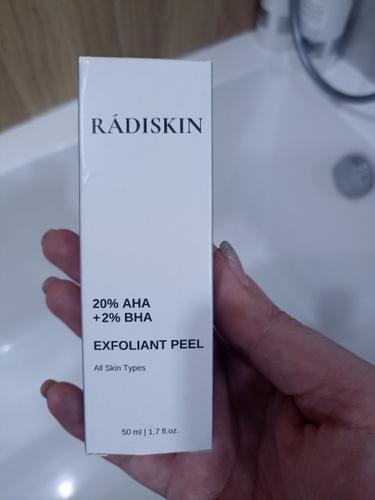 RÁDISKIN
20% AHA
+2% BHA
EXFOLIANT PEEL
All Skin Types
50 ml | 1,7 fl.oz.